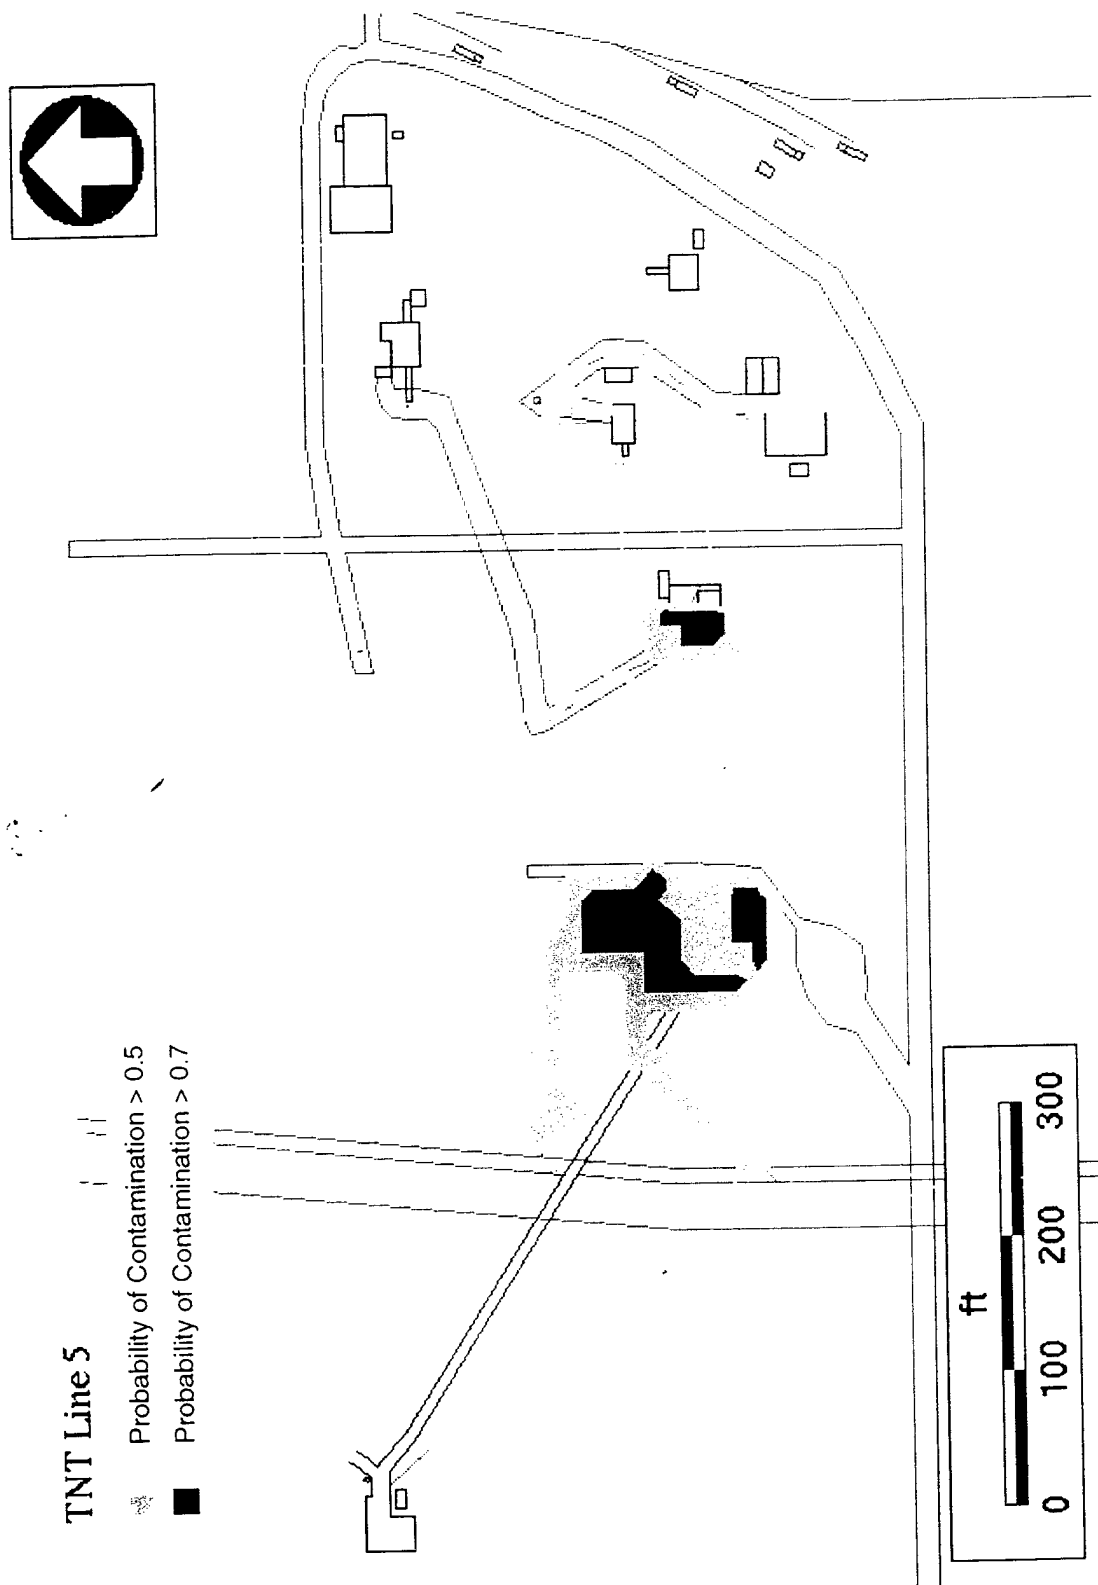 TNT Line 5
Probability of Contamination > 0.5
Probability of Contamination > 0.7
ft
0 100 200 300